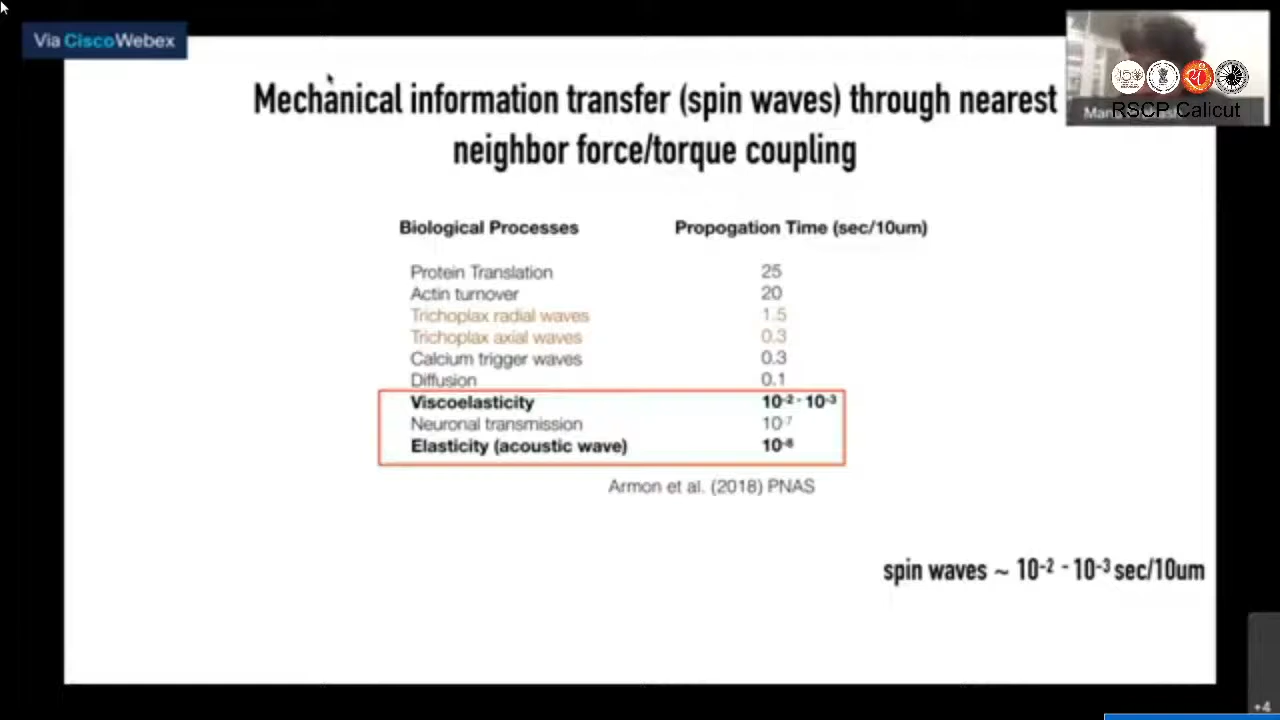 Via Cisco Webex
RSCP Calicut
Mechanical information transfer (spin waves) through nearest
neighbor force/torque coupling
Biological Processes Propogation Time (sec/10um)
Protein Translation 25
Actin turnover 20
Trichoplax radial waves 1.5
Trichoplax axial waves 0.3
Calcium trigger waves 0.3
Diffusion 0.1
Viscoelasticity 10⁻² - 10⁻³
Neuronal transmission 10⁻⁷
Elasticity (acoustic wave) 10⁻⁸
Armon et al. (2018) PNAS
spin waves ~ 10⁻² - 10⁻³ sec/10um
+4